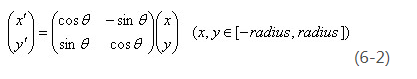 (x′ y′) = (cos θ −sin θ sin θ cos θ)(x y) (x, y ∈ [−radius, radius])
(6-2)